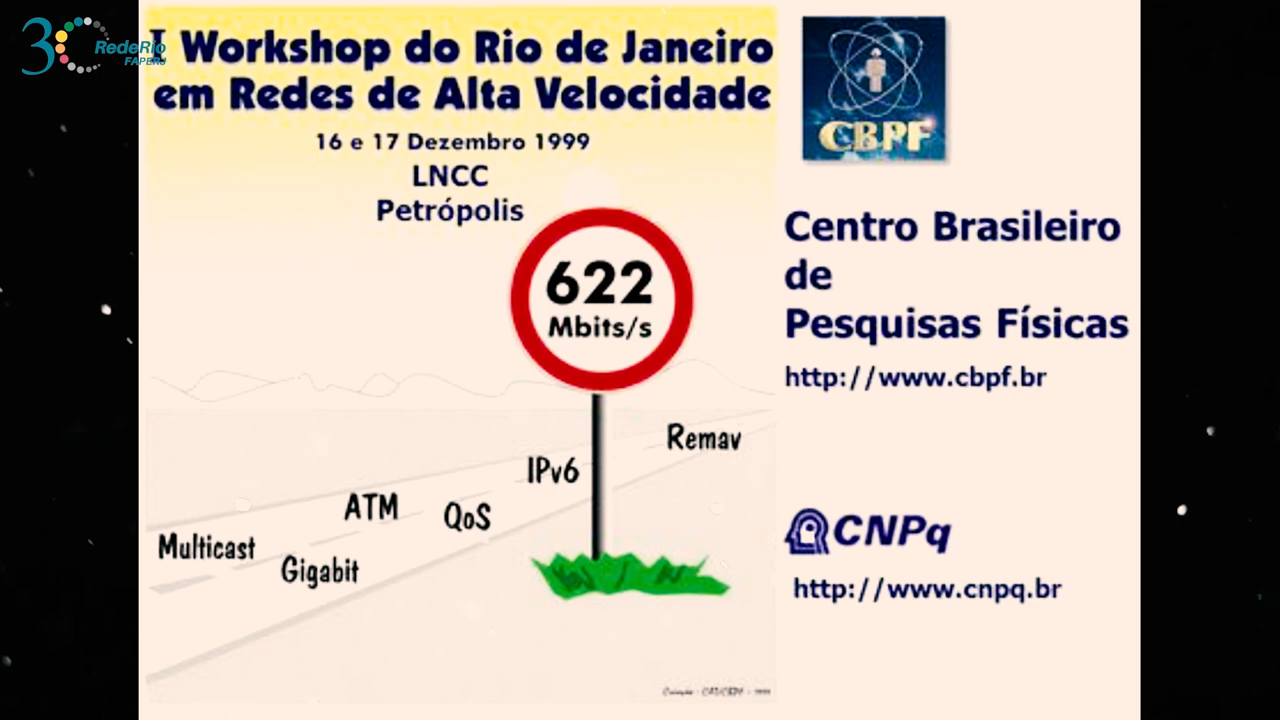 30 RedeRio
FAPERJ
I Workshop do Rio de Janeiro
em Redes de Alta Velocidade
16 e 17 Dezembro 1999
LNCC
Petrópolis
622
Mbits/s
Remav
IPv6
ATM
QoS
Multicast
Gigabit
CBPF
Centro Brasileiro
de
Pesquisas Físicas
http://www.cbpf.br
CNPq
http://www.cnpq.br